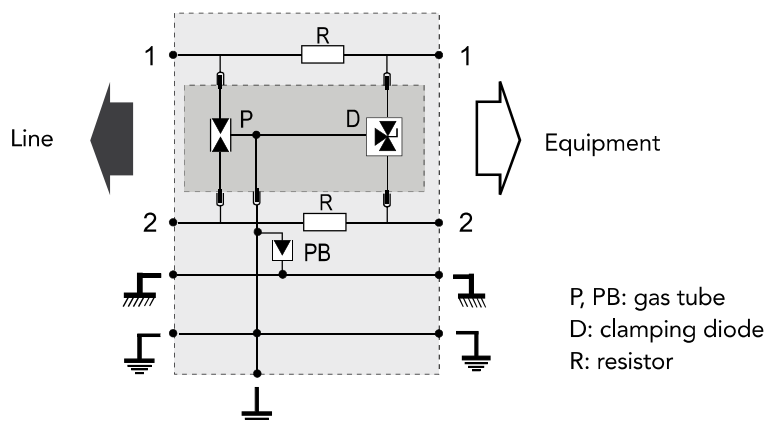 R
1 1
P D
Line
Equipment
R
2 2
PB
P, PB: gas tube
D: clamping diode
R: resistor